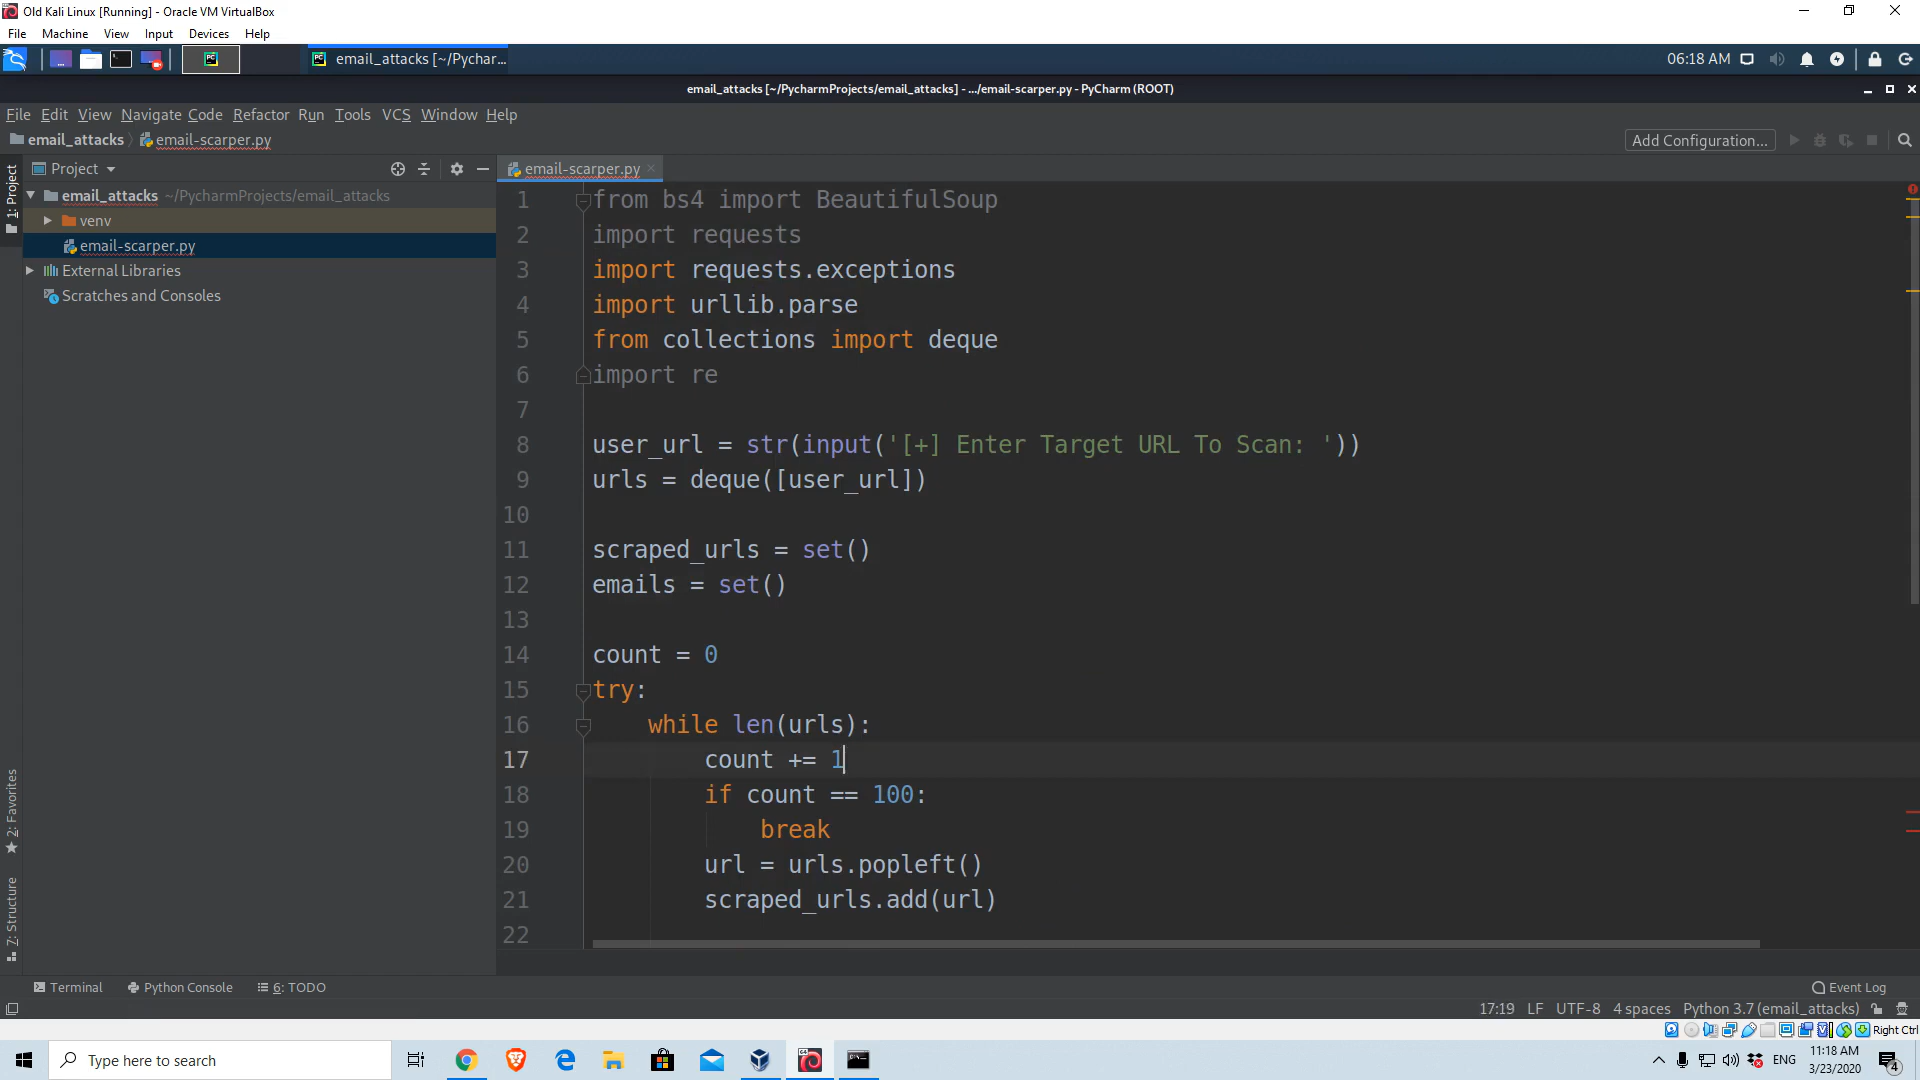 Old Kali Linux [Running] - Oracle VM VirtualBox
File Machine View Input Devices Help
email_attacks [~/Pychar... 06:18 AM
email_attacks [~/PycharmProjects/email_attacks] - .../email-scarper.py - PyCharm (ROOT)
File Edit View Navigate Code Refactor Run Tools VCS Window Help
email_attacks email-scarper.py Add Configuration...
Project email-scarper.py
email_attacks ~/PycharmProjects/email_attacks
venv
email-scarper.py
External Libraries
Scratches and Consoles
1: Project
2: Favorites
7: Structure
1 from bs4 import BeautifulSoup
2 import requests
3 import requests.exceptions
4 import urllib.parse
5 from collections import deque
6 import re
7
8 user_url = str(input('[+] Enter Target URL To Scan: '))
9 urls = deque([user_url])
10
11 scraped_urls = set()
12 emails = set()
13
14 count = 0
15 try:
16 while len(urls):
17 count += 1
18 if count == 100:
19 break
20 url = urls.popleft()
21 scraped_urls.add(url)
22
Terminal Python Console 6: TODO Event Log
17:19 LF UTF-8 4 spaces Python 3.7 (email_attacks)
Right Ctrl
Type here to search ENG 11:18 AM
3/23/2020 4